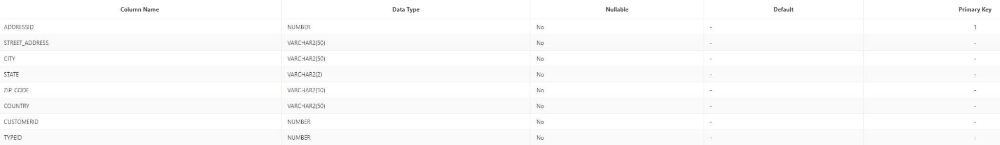 Column Name Data Type Nullable Default Primary Key
ADDRESSID NUMBER No - 1
STREET_ADDRESS VARCHAR2(50) No - -
CITY VARCHAR2(50) No - -
STATE VARCHAR2(2) No - -
ZIP_CODE VARCHAR2(10) No - -
COUNTRY VARCHAR2(50) No - -
CUSTOMERID NUMBER No - -
TYPEID NUMBER No - -